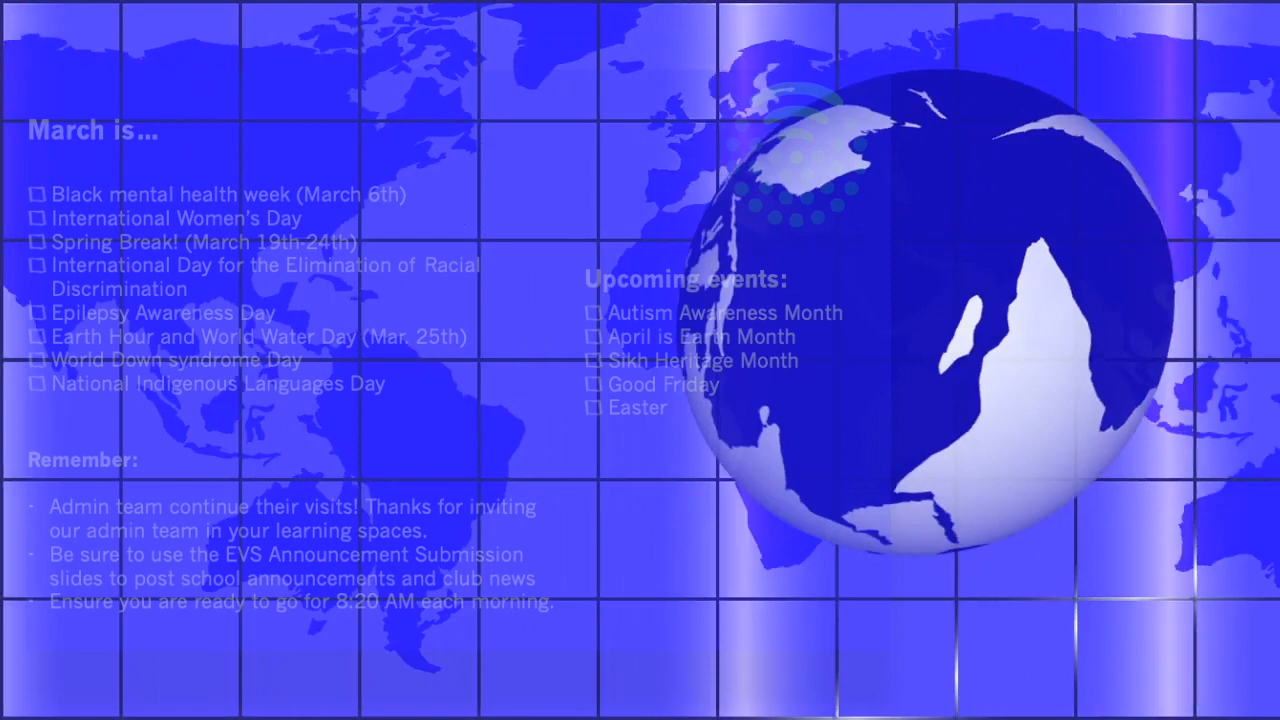 March is...
□ Black mental health week (March 6th)
□ International Women's Day
□ Spring Break! (March 19th-24th)
□ International Day for the Elimination of Racial
Discrimination
□ Epilepsy Awareness Day
□ Earth Hour and World Water Day (Mar. 25th)
□ World Down syndrome Day
□ National Indigenous Languages Day
Remember:
- Admin team continue their visits! Thanks for inviting
our admin team in your learning spaces.
- Be sure to use the EVS Announcement Submission
slides to post school announcements and club news
- Ensure you are ready to go for 8:20 AM each morning.
Upcoming events:
□ Autism Awareness Month
□ April is Earth Month
□ Sikh Heritage Month
□ Good Friday
□ Easter